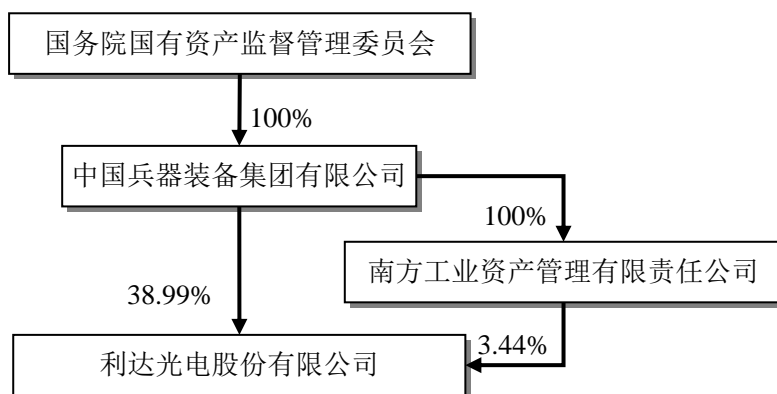 国务院国有资产监督管理委员会
100%
中国兵器装备集团有限公司
100%
南方工业资产管理有限责任公司
38.99%
3.44%
利达光电股份有限公司